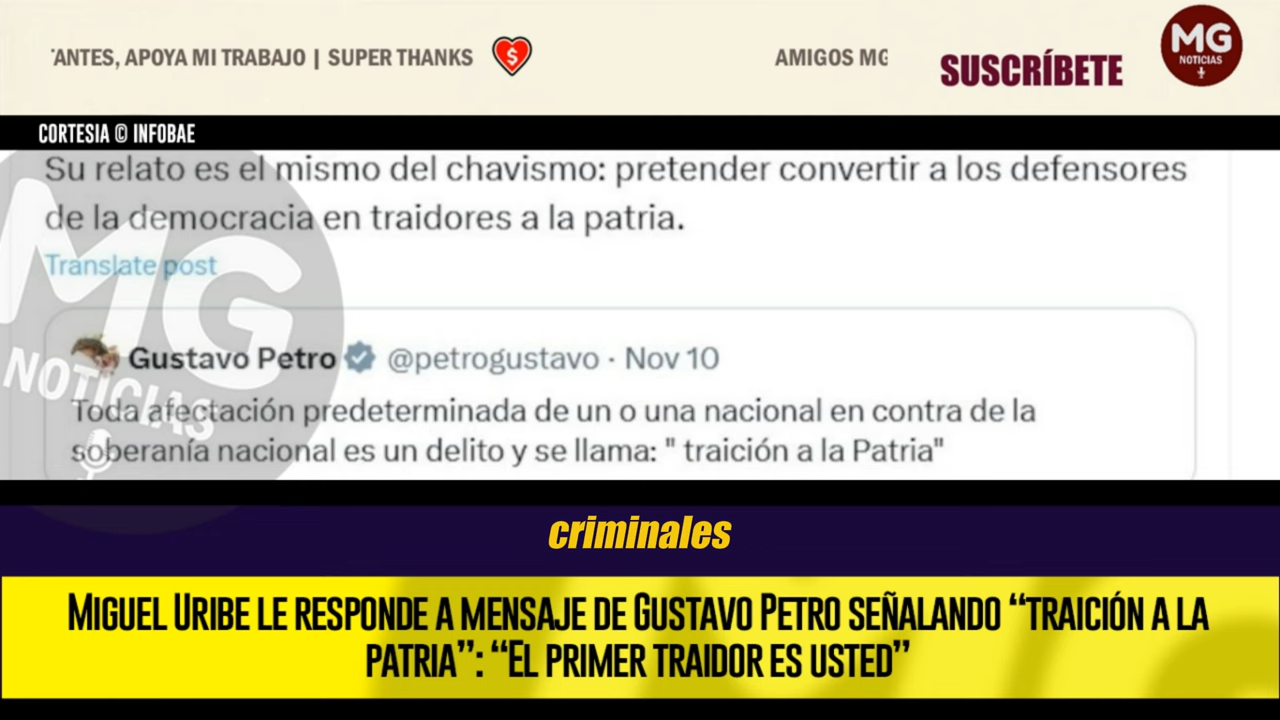 'ANTES, APOYA MI TRABAJO | SUPER THANKS
AMIGOS MG
SUSCRÍBETE
MG
NOTICIAS
CORTESIA © INFOBAE
Su relato es el mismo del chavismo: pretender convertir a los defensores
de la democracia en traidores a la patria.
Translate post
Gustavo Petro @petrogustavo · Nov 10
Toda afectación predeterminada de un o una nacional en contra de la
soberanía nacional es un delito y se llama: " traición a la Patria"
MG
NOTICIAS
criminales
MIGUEL URIBE LE RESPONDE A MENSAJE DE GUSTAVO PETRO SEÑALANDO “TRAICIÓN A LA
PATRIA”: “EL PRIMER TRAIDOR ES USTED”